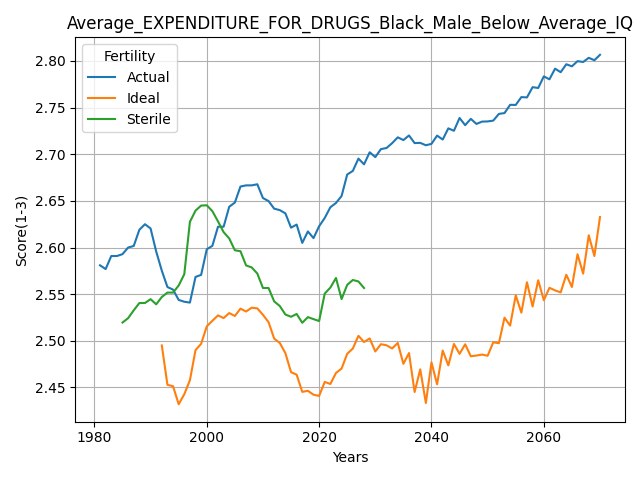 Average_EXPENDITURE_FOR_DRUGS_Black_Male_Below_Average_IQ
Fertility
Actual
Ideal
Sterile
Score(1-3)
2.80
2.75
2.70
2.65
2.60
2.55
2.50
2.45
1980 2000 2020 2040 2060
Years